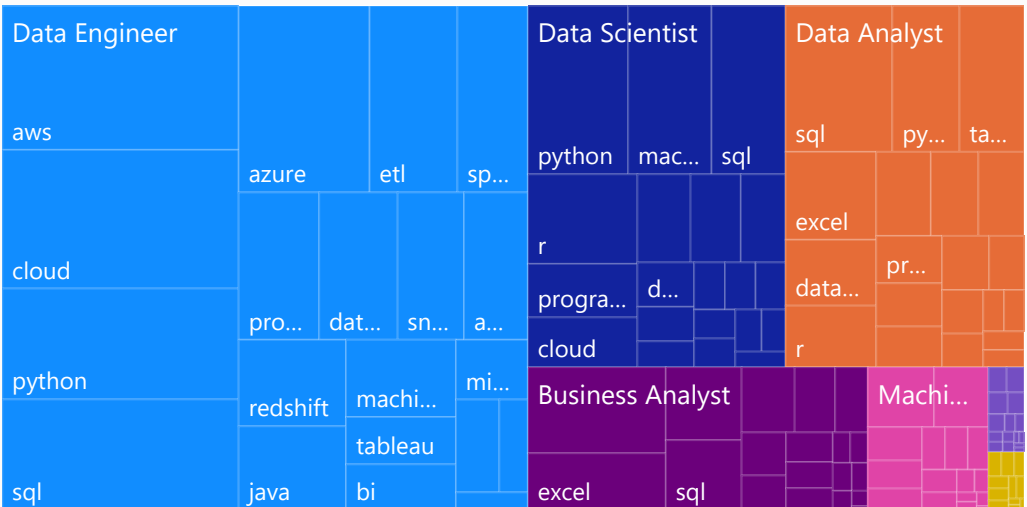 Data Engineer
aws
cloud
python
sql
azure
etl
sp...
pro...
dat...
sn...
a...
redshift
java
machi...
tableau
bi
mi...
Data Scientist
python
mac...
sql
r
progra...
cloud
d...
Data Analyst
sql
py...
ta...
excel
data...
r
pr...
Business Analyst
excel
sql
Machi...